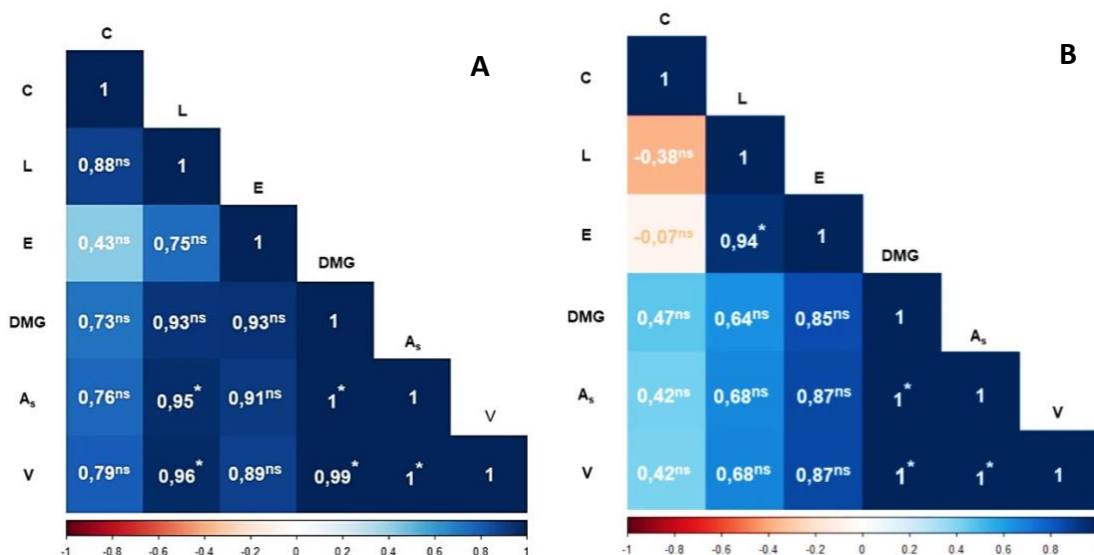 A
C
C 1
L
L 0,88ns 1
E
E 0,43ns 0,75ns 1
DMG
DMG 0,73ns 0,93ns 0,93ns 1
As
As 0,76ns 0,95* 0,91ns 1* 1
V
V 0,79ns 0,96* 0,89ns 0,99* 1* 1
-1 -0.8 -0.6 -0.4 -0.2 0 0.2 0.4 0.6 0.8 1
B
C
C 1
L
L -0,38ns 1
E
E -0,07ns 0,94* 1
DMG
DMG 0,47ns 0,64ns 0,85ns 1
As
As 0,42ns 0,68ns 0,87ns 1* 1
V
V 0,42ns 0,68ns 0,87ns 1* 1* 1
-1 -0.8 -0.6 -0.4 -0.2 0 0.2 0.4 0.6 0.8 1